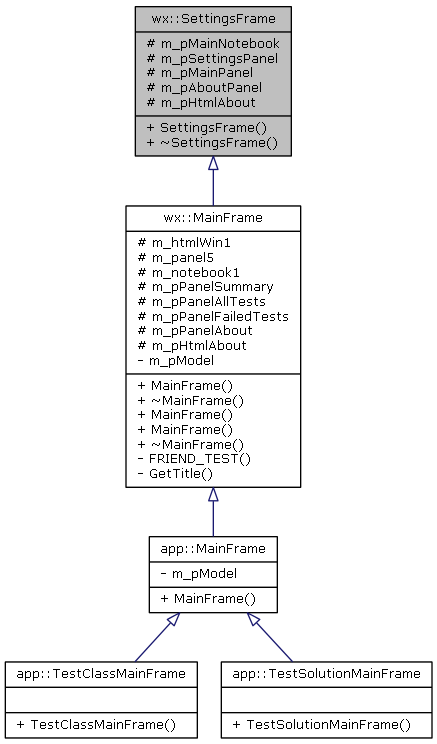 wx::SettingsFrame
# m_pMainNotebook
# m_pSettingsPanel
# m_pMainPanel
# m_pAboutPanel
# m_pHtmlAbout
+ SettingsFrame()
+ ~SettingsFrame()
wx::MainFrame
# m_htmlWin1
# m_panel5
# m_notebook1
# m_pPanelSummary
# m_pPanelAllTests
# m_pPanelFailedTests
# m_pPanelAbout
# m_pHtmlAbout
- m_pModel
+ MainFrame()
+ ~MainFrame()
+ MainFrame()
+ MainFrame()
+ ~MainFrame()
- FRIEND_TEST()
- GetTitle()
app::MainFrame
- m_pModel
+ MainFrame()
app::TestClassMainFrame
+ TestClassMainFrame()
app::TestSolutionMainFrame
+ TestSolutionMainFrame()